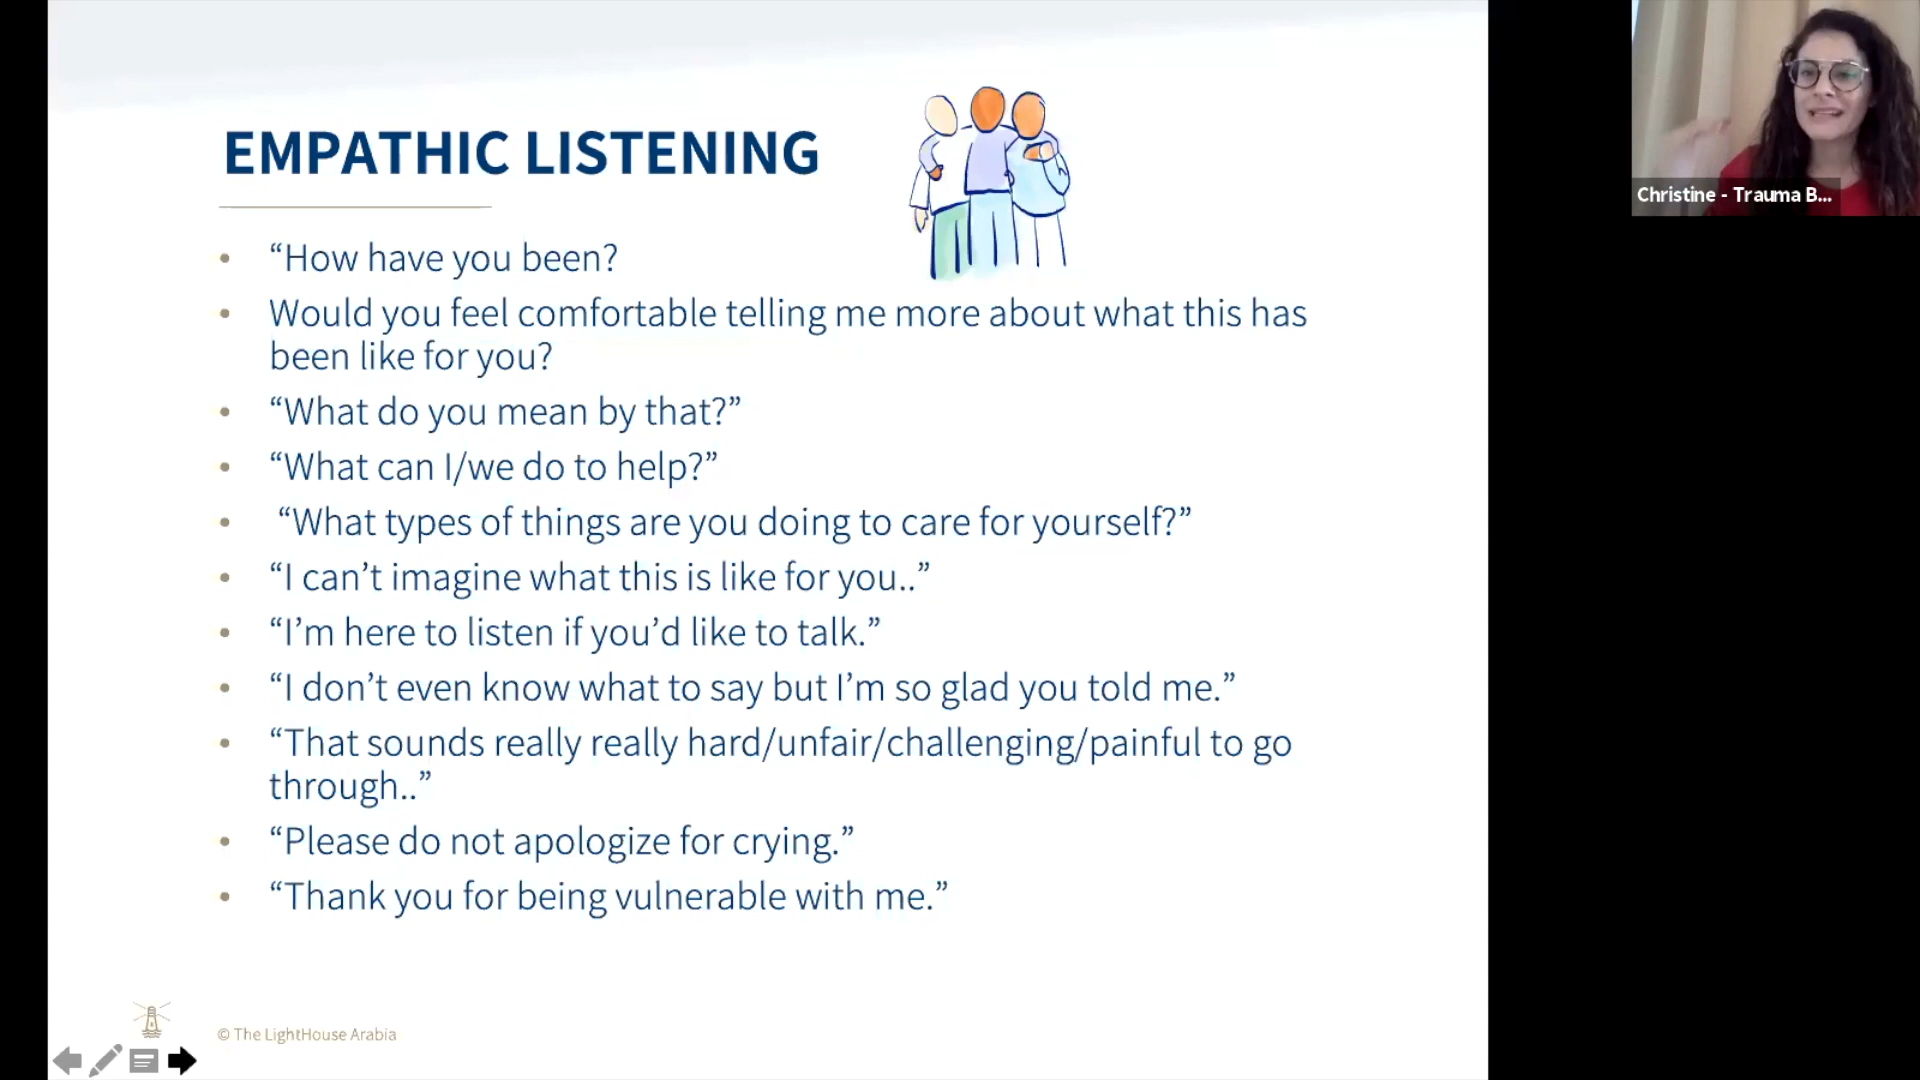 EMPATHIC LISTENING
• “How have you been?
• Would you feel comfortable telling me more about what this has
been like for you?
• “What do you mean by that?”
• “What can I/we do to help?”
• “What types of things are you doing to care for yourself?”
• “I can’t imagine what this is like for you..”
• “I’m here to listen if you’d like to talk.”
• “I don’t even know what to say but I’m so glad you told me.”
• “That sounds really really hard/unfair/challenging/painful to go
through..”
• “Please do not apologize for crying.”
• “Thank you for being vulnerable with me.”
© The LightHouse Arabia
Christine - Trauma B...